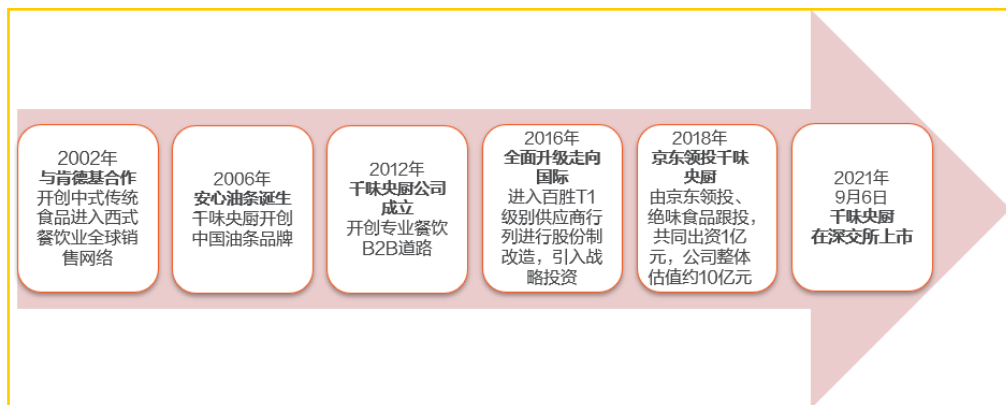 2002年
与肯德基合作
开创中式传统
食品进入西式
餐饮业全球销
售网络
2006年
安心油条诞生
千味央厨开创
中国油条品牌
2012年
千味央厨公司
成立
开创专业餐饮
B2B道路
2016年
全面升级走向
国际
进入百胜T1
级别供应商行
列进行股份制
改造，引入战
略投资
2018年
京东领投千味
央厨
由京东领投、
绝味食品跟投，
共同出资1亿
元，公司整体
估值约10亿元
2021年
9月6日
千味央厨
在深交所上市